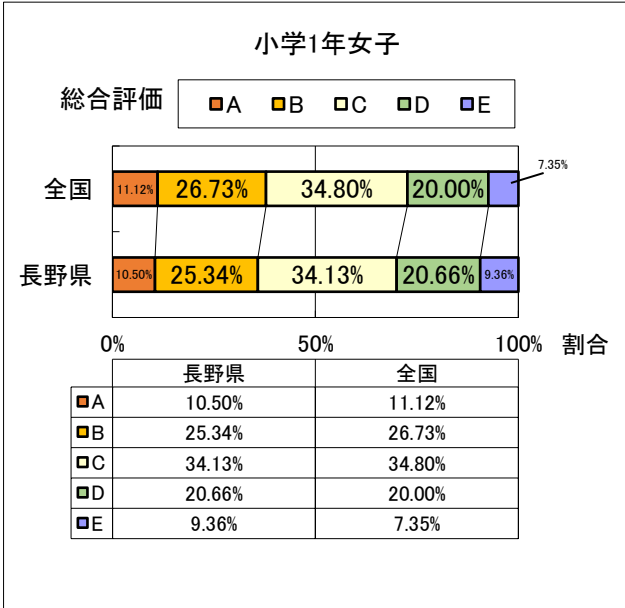 小学1年女子
総合評価 A B C D E
7.35%
全国 11.12% 26.73% 34.80% 20.00%
長野県 10.50% 25.34% 34.13% 20.66% 9.36%
0% 50% 100% 割合
長野県 全国
A 10.50% 11.12%
B 25.34% 26.73%
C 34.13% 34.80%
D 20.66% 20.00%
E 9.36% 7.35%